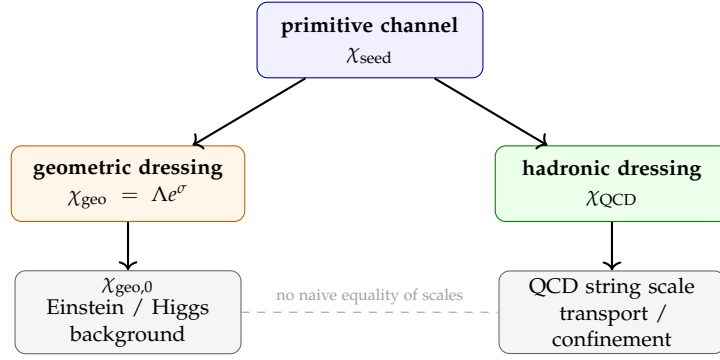 primitive channel
χseed
geometric dressing
χgeo = Λe^σ
hadronic dressing
χQCD
χgeo,0
Einstein / Higgs
background
no naive equality of scales
QCD string scale
transport /
confinement